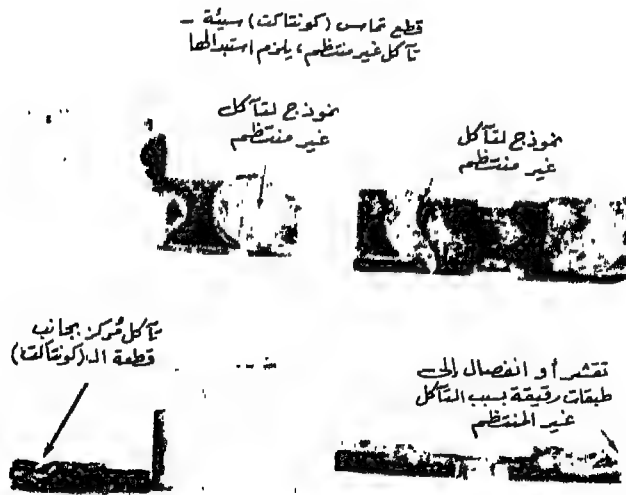 قطع تماس (كونتاكت) سيئة –
تآكل غير منتظم، يلزم استبدالها
نموذج لتآكل
غير منتظم
نموذج لتآكل
غير منتظم
تآكل مُركز بجانب
قطعة الـ (كونتاكت)
تقشر أو انفصال إلى
طبقات رقيقة بسبب التآكل
غير المنتظم